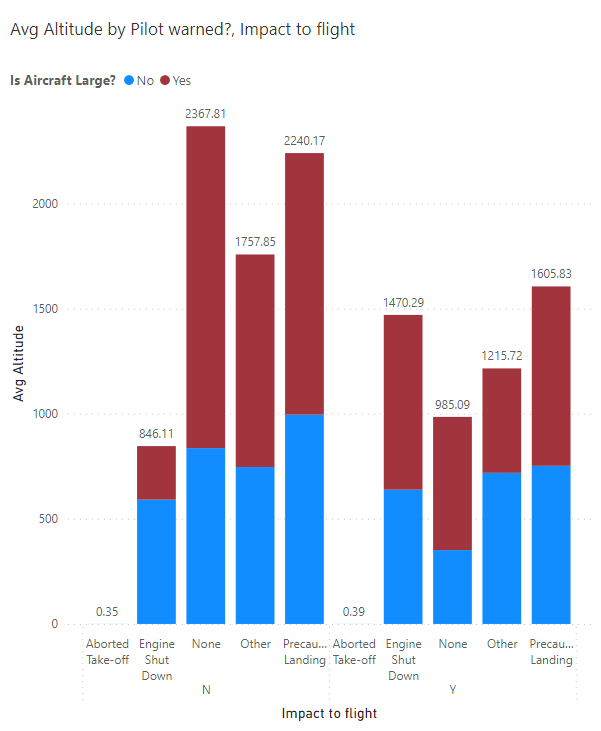 Avg Altitude by Pilot warned?, Impact to flight
Is Aircraft Large? No Yes
2367.81
2240.17
2000
1757.85
1605.83
1500
1470.29
1215.72
Avg Altitude
1000
985.09
846.11
500
0.35
0.39
0
Aborted Engine None Other Precau... Aborted Engine None Other Precau...
Take-off Shut Landing Take-off Shut Landing
Down Down
N Y
Impact to flight